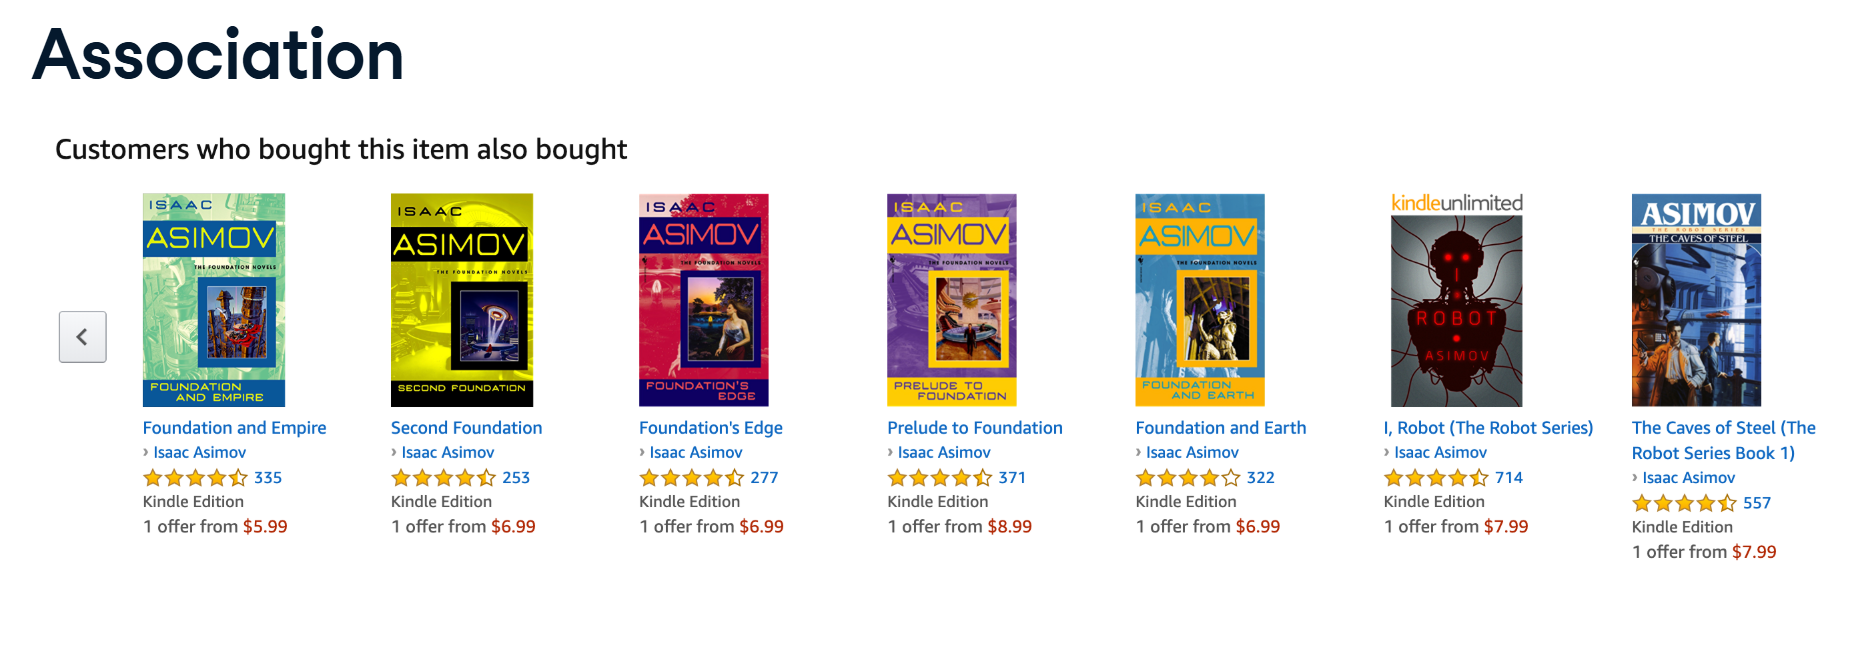 Association
Customers who bought this item also bought
ISAAC
ASIMOV
THE FOUNDATION NOVELS
FOUNDATION
AND EMPIRE
Foundation and Empire
› Isaac Asimov
335
Kindle Edition
1 offer from $5.99
ISAAC
ASIMOV
THE FOUNDATION NOVELS
SECOND FOUNDATION
Second Foundation
› Isaac Asimov
253
Kindle Edition
1 offer from $6.99
ISAAC
ASIMOV
THE FOUNDATION NOVELS
FOUNDATION'S
EDGE
Foundation's Edge
› Isaac Asimov
277
Kindle Edition
1 offer from $6.99
ISAAC
ASIMOV
THE FOUNDATION NOVELS
PRELUDE TO
FOUNDATION
Prelude to Foundation
› Isaac Asimov
371
Kindle Edition
1 offer from $8.99
ISAAC
ASIMOV
THE FOUNDATION NOVELS
FOUNDATION
AND EARTH
Foundation and Earth
› Isaac Asimov
322
Kindle Edition
1 offer from $6.99
kindleunlimited
I
ROBOT
ASIMOV
I, Robot (The Robot Series)
› Isaac Asimov
714
Kindle Edition
1 offer from $7.99
ASIMOV
THE ROBOT SERIES
THE CAVES OF STEEL
The Caves of Steel (The
Robot Series Book 1)
› Isaac Asimov
557
Kindle Edition
1 offer from $7.99